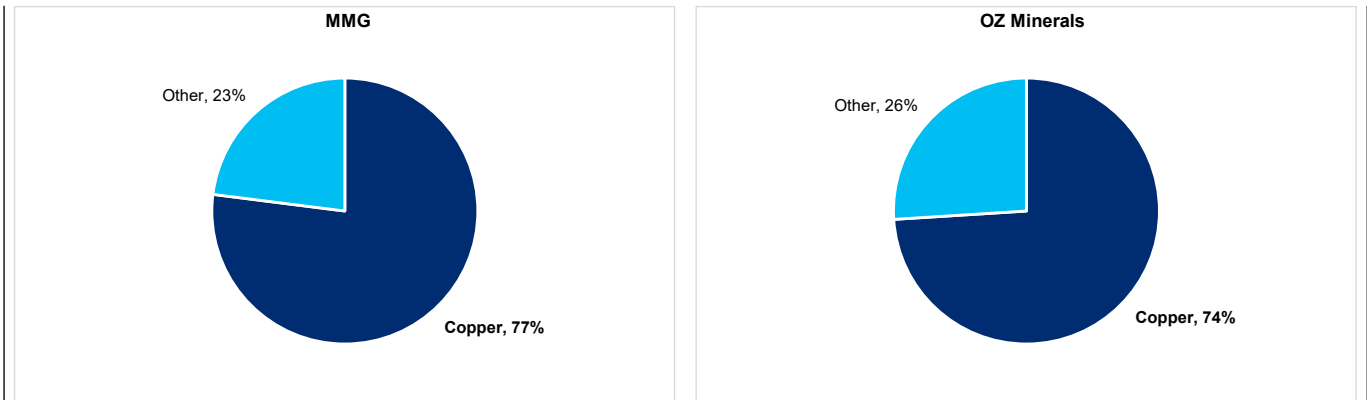 MMG
Other, 23%
Copper, 77%
OZ Minerals
Other, 26%
Copper, 74%